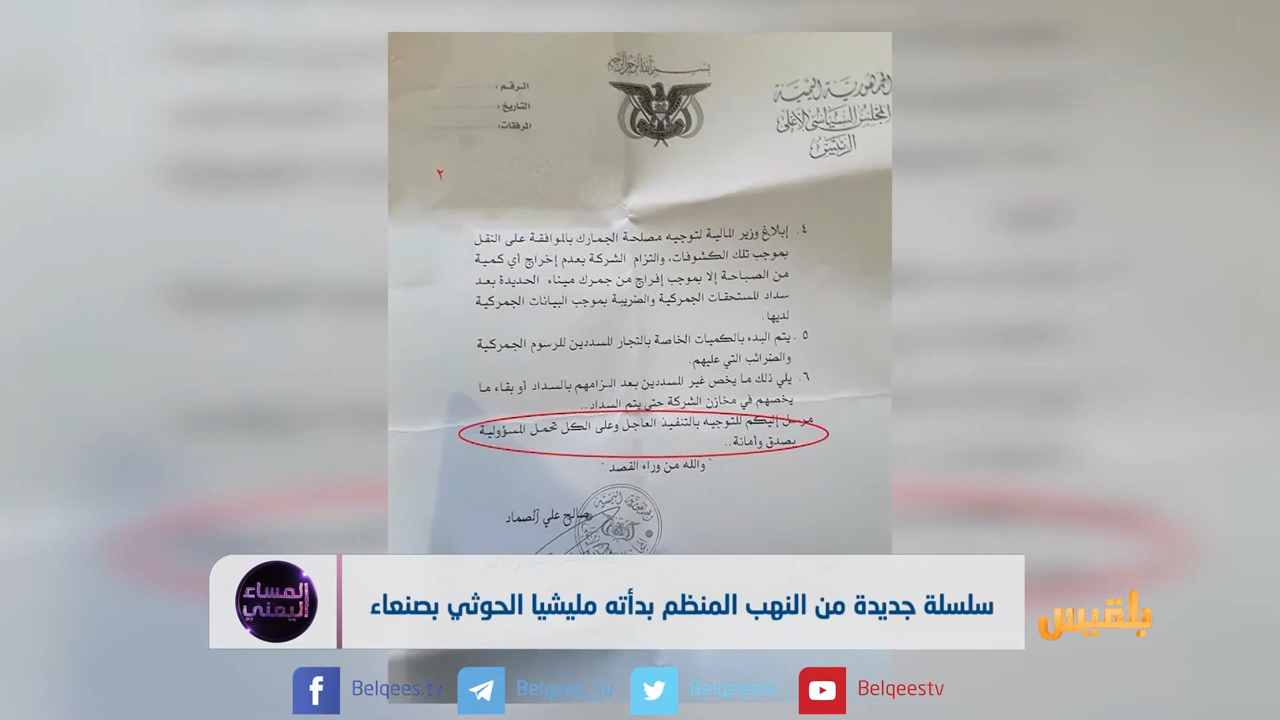 بسم الله الرحمن الرحيم
الجمهورية اليمنية
المجلس السياسي الأعلى
الرئيس
الرقم :
التاريخ :
المرفقات:
٢
٤. إبلاغ وزير المالية لتوجيه مصلحة الجمارك بالموافقة على النقل
بموجب تلك الكشوفات، والتزام الشركة بعدم إخراج أي كمية
من الصباحة إلا بموجب إفراج من جمرك ميناء الحديدة بعد
سداد المستحقات الجمركية والضريبة بموجب البيانات الجمركية
لديها.
٥. يتم البدء بالكميات الخاصة بالتجار المسددين للرسوم الجمركية
والضرائب التي عليهم.
٦. يلي ذلك ما يخص غير المسددين بعد الزامهم بالسداد أو بقاء ما
يخصهم في مخازن الشركة حتى يتم السداد..
مرسل إليكم للتوجيه بالتنفيذ العاجل وعلى الكل تحمل المسؤولية
بصدق وأمانة..
"والله من وراء القصد"
صالح علي الصماد
الجمهورية اليمنية
المساء اليمني
سلسلة جديدة من النهب المنظم بدأته مليشيا الحوثي بصنعاء
بلقيس
Belqees.tv
Belqees_tv
Belqeestv
Belqeestv